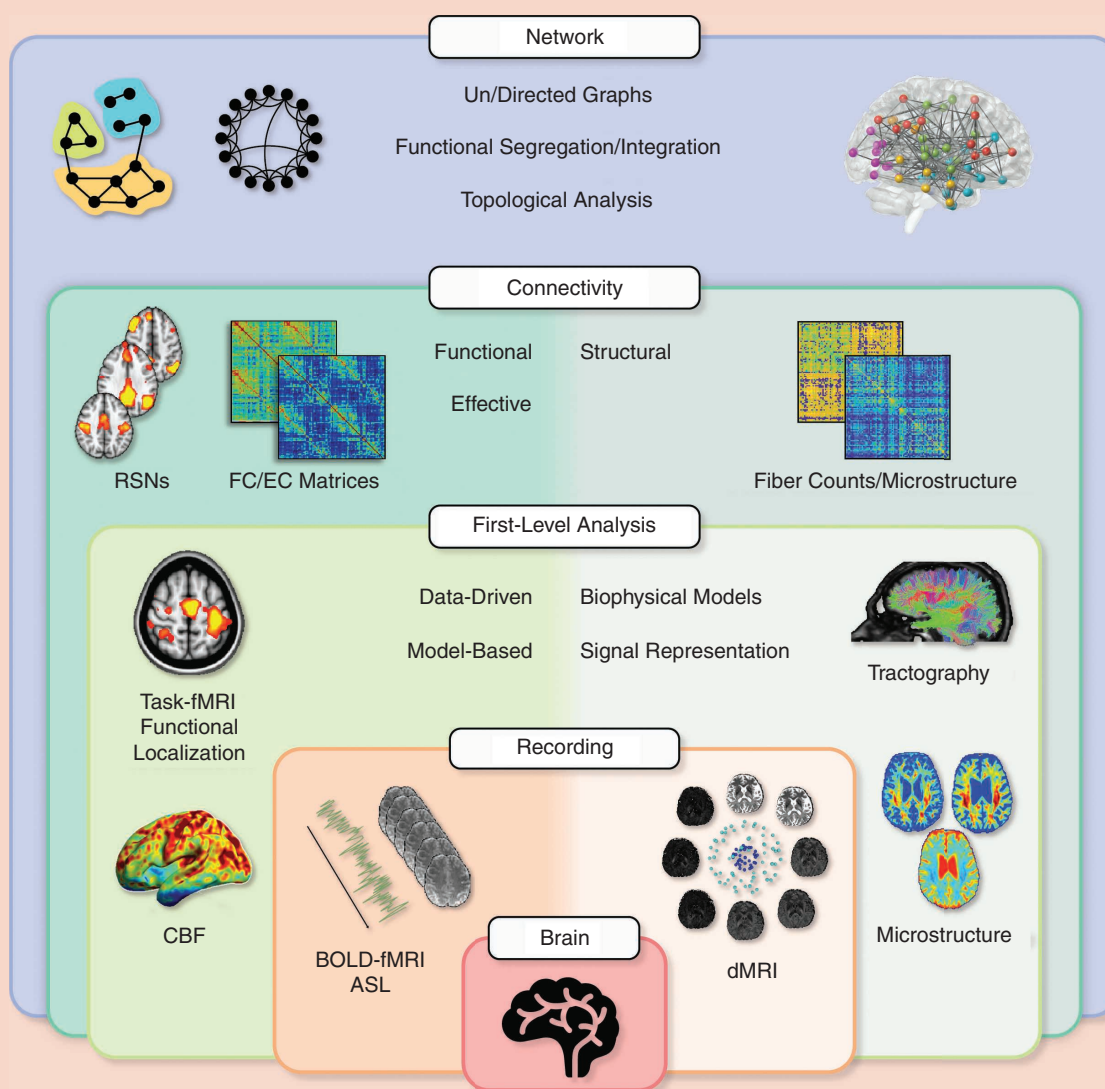 Network
Un/Directed Graphs
Functional Segregation/Integration
Topological Analysis
Connectivity
Functional
Structural
Effective
RSNs
FC/EC Matrices
Fiber Counts/Microstructure
First-Level Analysis
Data-Driven
Biophysical Models
Model-Based
Signal Representation
Tractography
Task-fMRI
Functional
Localization
Recording
CBF
BOLD-fMRI
ASL
dMRI
Microstructure
Brain